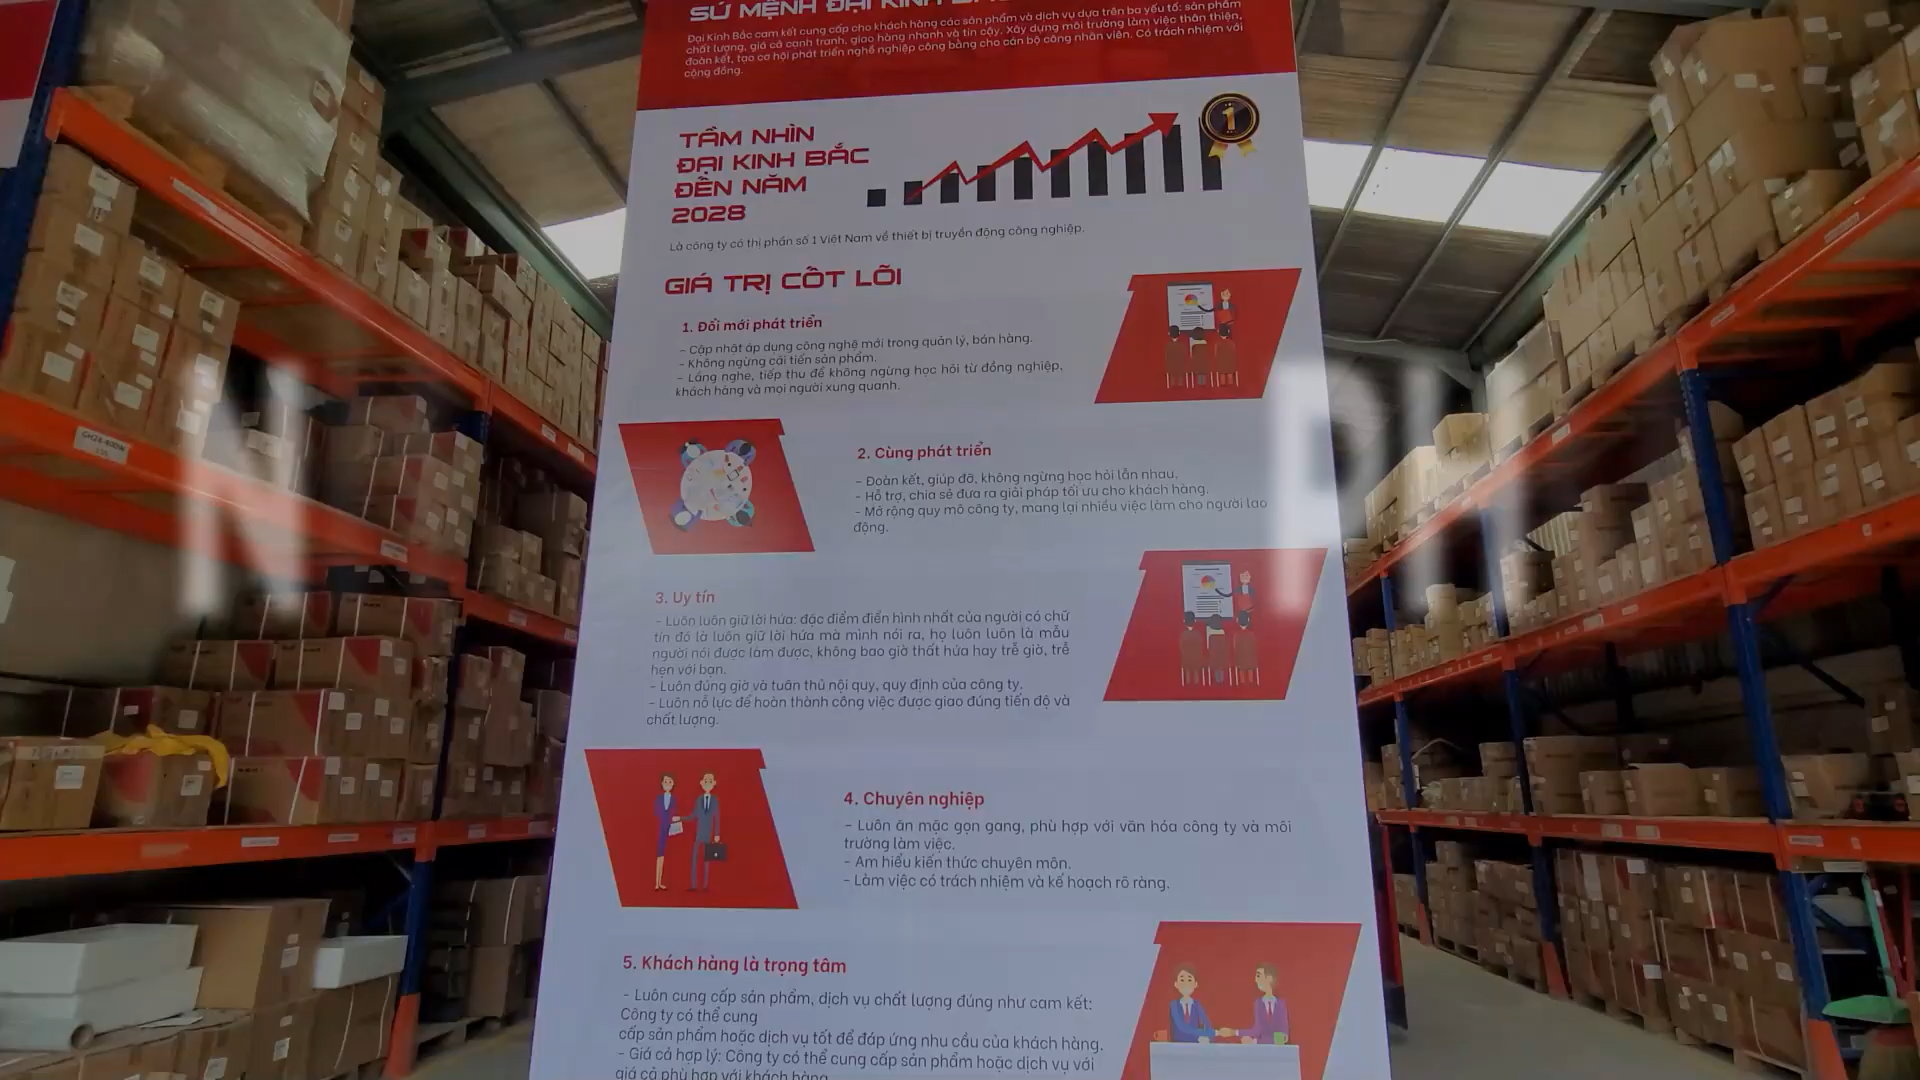 SỨ MỆNH ĐẠI KINH
Đại Kinh Bắc cam kết cung cấp cho khách hàng các sản phẩm và dịch vụ dựa trên ba yếu tố: sản phẩm
chất lượng, giá cả cạnh tranh, giao hàng nhanh và tin cậy. Xây dựng môi trường làm việc thân thiện,
đoàn kết, tạo cơ hội phát triển nghề nghiệp công bằng cho cán bộ công nhân viên. Có trách nhiệm với
cộng đồng.
TẦM NHÌN
ĐẠI KINH BẮC
ĐẾN NĂM
2028
1
Là công ty có thị phần số 1 Việt Nam về thiết bị truyền động công nghiệp.
GIÁ TRỊ CỐT LÕI
1. Đổi mới phát triển
- Cập nhật áp dụng công nghệ mới trong quản lý, bán hàng.
- Không ngừng cải tiến sản phẩm.
- Lắng nghe, tiếp thu để không ngừng học hỏi từ đồng nghiệp,
khách hàng và mọi người xung quanh.
2. Cùng phát triển
- Đoàn kết, giúp đỡ, không ngừng học hỏi lẫn nhau.
- Hỗ trợ, chia sẻ đưa ra giải pháp tối ưu cho khách hàng.
- Mở rộng quy mô công ty, mang lại nhiều việc làm cho người lao
động.
3. Uy tín
- Luôn luôn giữ lời hứa: đặc điểm điển hình nhất của người có chữ
tín đó là luôn giữ lời hứa mà mình nói ra, họ luôn luôn là mẫu
người nói được làm được, không bao giờ thất hứa hay trễ giờ, trễ
hẹn với bạn.
- Luôn đúng giờ và tuân thủ nội quy, quy định của công ty.
- Luôn nỗ lực để hoàn thành công việc được giao đúng tiến độ và
chất lượng.
4. Chuyên nghiệp
- Luôn ăn mặc gọn gang, phù hợp với văn hóa công ty và môi
trường làm việc.
- Am hiểu kiến thức chuyên môn.
- Làm việc có trách nhiệm và kế hoạch rõ ràng.
5. Khách hàng là trọng tâm
- Luôn cung cấp sản phẩm, dịch vụ chất lượng đúng như cam kết:
Công ty có thể cung
cấp sản phẩm hoặc dịch vụ tốt để đáp ứng nhu cầu của khách hàng.
- Giá cả hợp lý: Công ty có thể cung cấp sản phẩm hoặc dịch vụ với
giá cả phù hợp với khách hàng
N